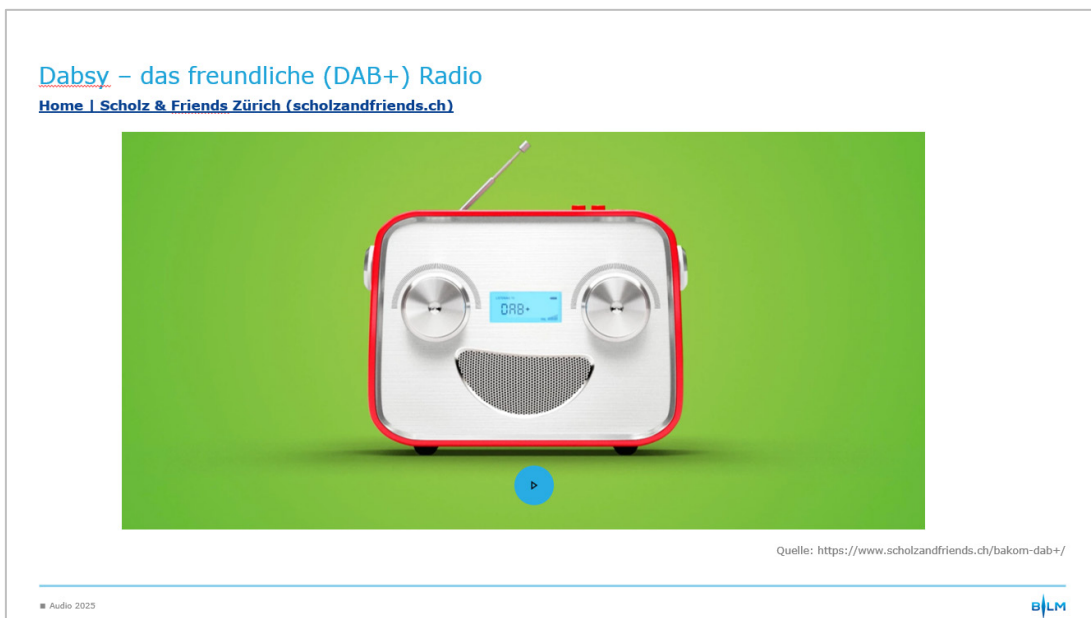 Dabsy – das freundliche (DAB+) Radio
Home | Scholz & Friends Zürich (scholzandfriends.ch)
DAB+
Quelle: https://www.scholzandfriends.ch/bakom-dab+/
Audio 2025
BLM